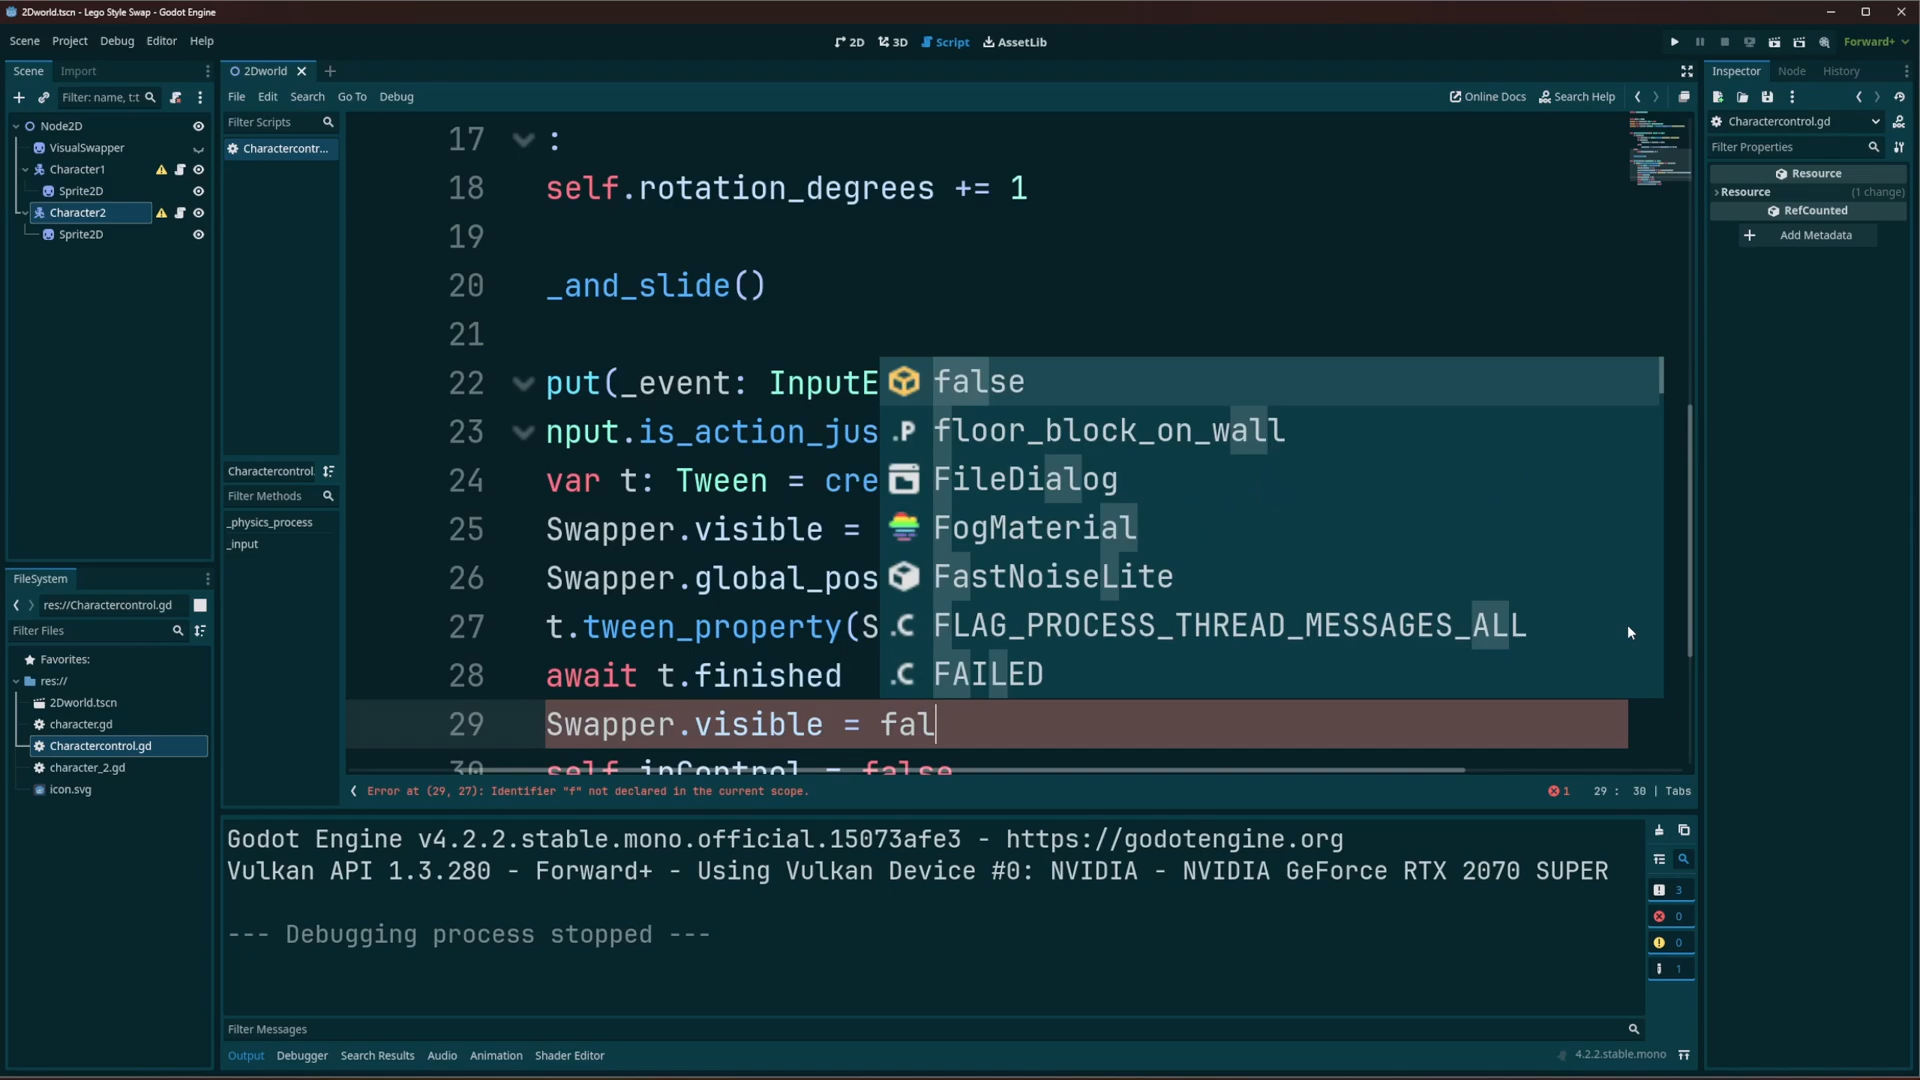 2Dworld.tscn - Lego Style Swap - Godot Engine
Scene Project Debug Editor Help
2D 3D Script AssetLib
Forward+
Scene Import
Filter: name, t:t
Node2D
VisualSwapper
Character1
Sprite2D
Character2
Sprite2D
FileSystem
res://Charactercontrol.gd
Filter Files
Favorites:
res://
2Dworld.tscn
character.gd
Charactercontrol.gd
character_2.gd
icon.svg
2Dworld
File Edit Search Go To Debug
Online Docs Search Help
Filter Scripts
Charactercontr...
Charactercontrol.
Filter Methods
_physics_process
_input
17 :
18 self.rotation_degrees += 1
19
20 _and_slide()
21
22 put(_event: InputE
23 nput.is_action_jus
24 var t: Tween = cre
25 Swapper.visible =
26 Swapper.global_pos
27 t.tween_property(S
28 await t.finished
29 Swapper.visible = fal
30 self.inControl = false
false
floor_block_on_wall
FileDialog
FogMaterial
FastNoiseLite
FLAG_PROCESS_THREAD_MESSAGES_ALL
FAILED
Error at (29, 27): Identifier "f" not declared in the current scope.
1 29 : 30 | Tabs
Godot Engine v4.2.2.stable.mono.official.15073afe3 - https://godotengine.org
Vulkan API 1.3.280 - Forward+ - Using Vulkan Device #0: NVIDIA - NVIDIA GeForce RTX 2070 SUPER
--- Debugging process stopped ---
3
0
0
1
Filter Messages
Output Debugger Search Results Audio Animation Shader Editor
4.2.2.stable.mono
Inspector Node History
Charactercontrol.gd
Filter Properties
Resource
Resource (1 change)
RefCounted
Add Metadata